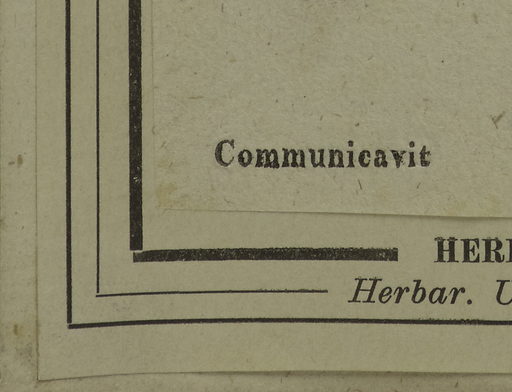 Communicavit
HER
Herbar. U